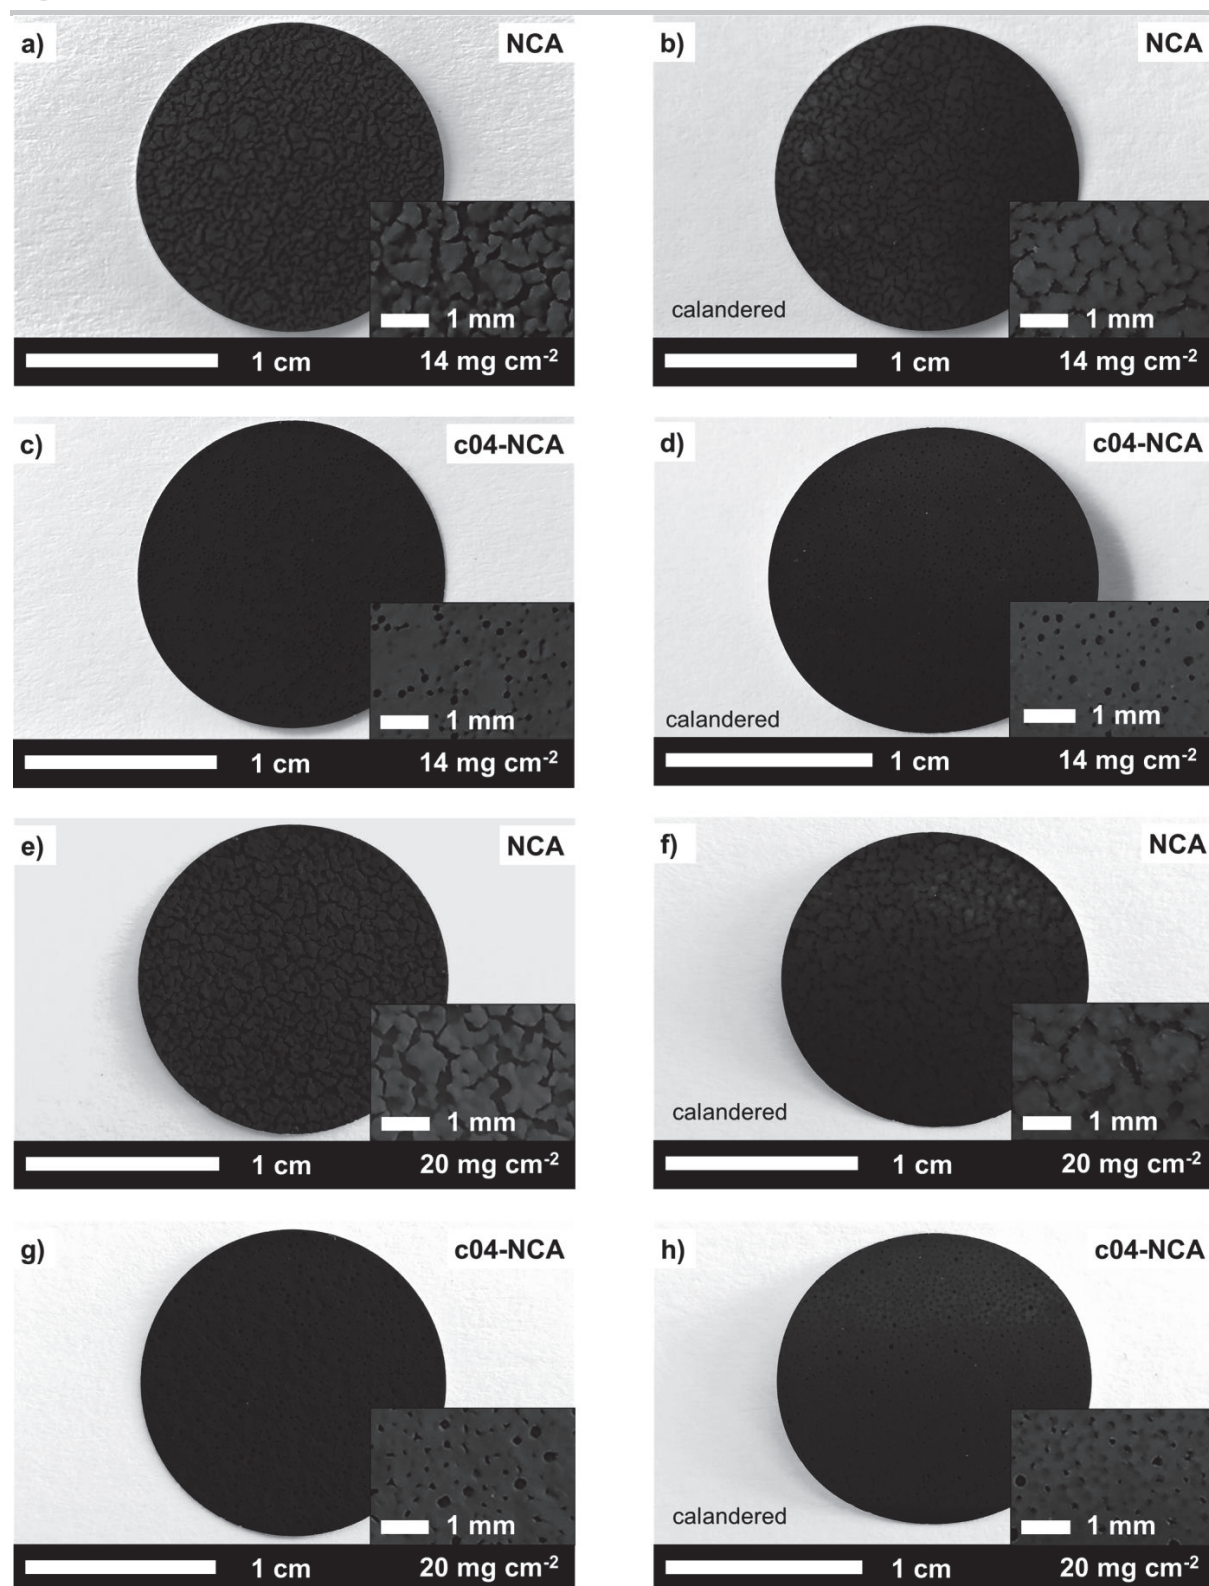 a) NCA
1 mm
1 cm 14 mg cm⁻²
b) NCA
calandered
1 mm
1 cm 14 mg cm⁻²
c) c04-NCA
1 mm
1 cm 14 mg cm⁻²
d) c04-NCA
calandered
1 mm
1 cm 14 mg cm⁻²
e) NCA
1 mm
1 cm 20 mg cm⁻²
f) NCA
calandered
1 mm
1 cm 20 mg cm⁻²
g) c04-NCA
1 mm
1 cm 20 mg cm⁻²
h) c04-NCA
calandered
1 mm
1 cm 20 mg cm⁻²